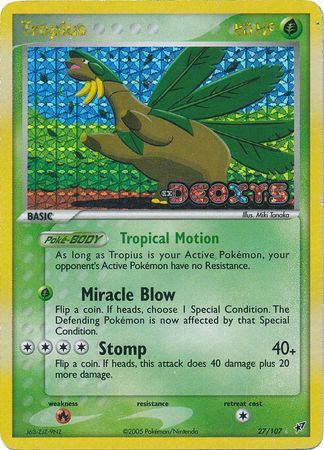 Tropius
ex DEOXYS
BASIC
Illus. Miki Tanaka
Poké-BODY Tropical Motion
As long as Tropius is your Active Pokémon, your
opponent's Active Pokémon have no Resistance.
Miracle Blow
Flip a coin. If heads, choose 1 Special Condition. The
Defending Pokémon is now affected by that Special
Condition.
Stomp 40+
Flip a coin. If heads, this attack does 40 damage plus 20
more damage.
weakness resistance retreat cost
©2005 Pokémon/Nintendo 27/107